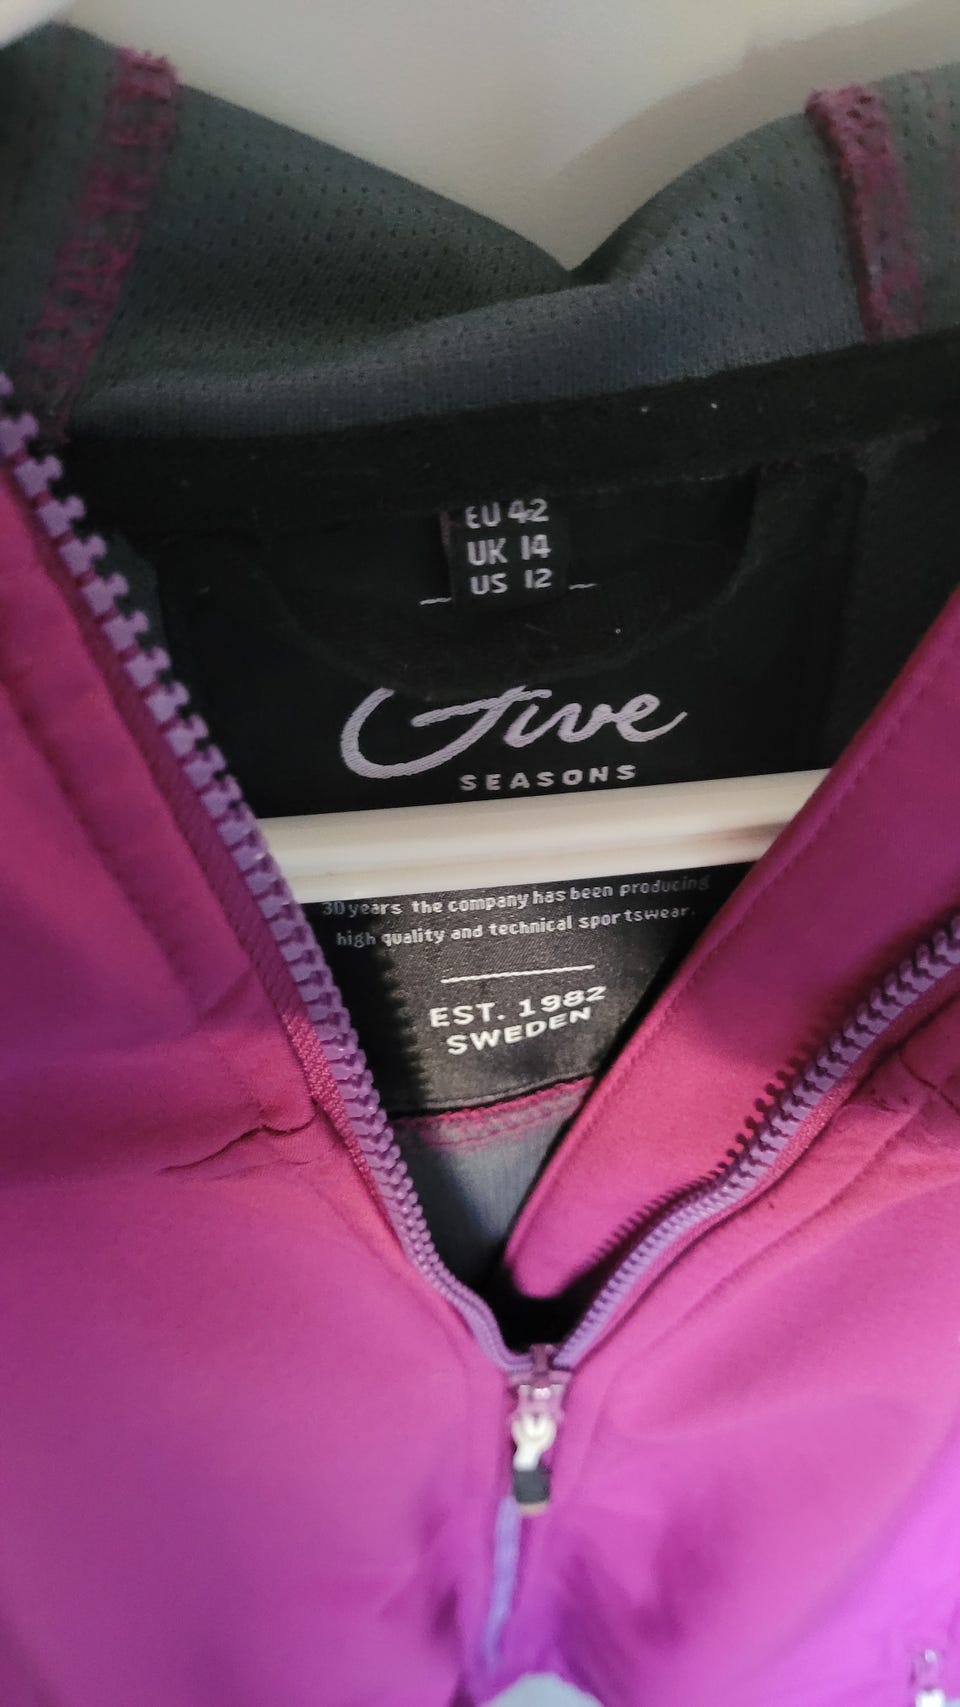 EU 42
UK 14
US 12
Five
SEASONS
30 years the company has been producing
high quality and technical sportswear.
EST. 1982
SWEDEN